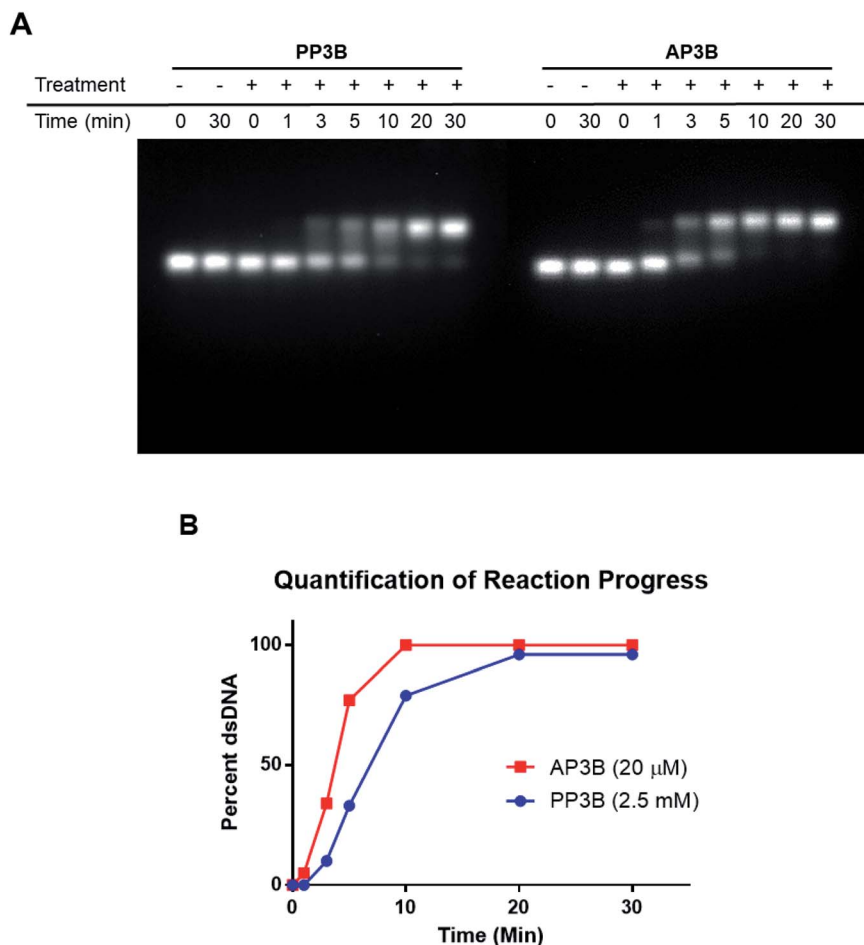 A
PP3B AP3B
Treatment - - + + + + + + + - - + + + + + + +
Time (min) 0 30 0 1 3 5 10 20 30 0 30 0 1 3 5 10 20 30
B
Quantification of Reaction Progress
100
50
0
Percent dsDNA
AP3B (20 μM)
PP3B (2.5 mM)
0 10 20 30
Time (Min)